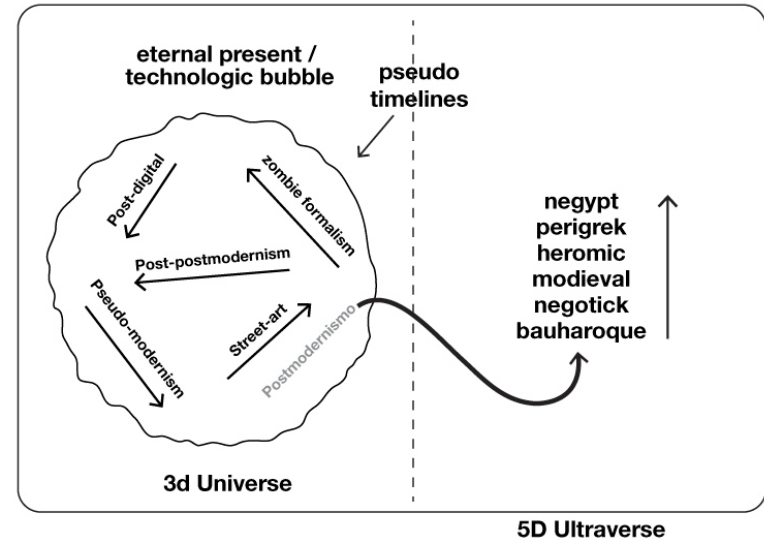 eternal present /
technologic bubble
pseudo
timelines
Post-digital
zombie formalism
Post-postmodernism
Pseudo-modernism
Street-art
Postmodernismo
negypt
perigrek
heromic
modieval
negotick
bauharoque
3d Universe
5D Ultraverse